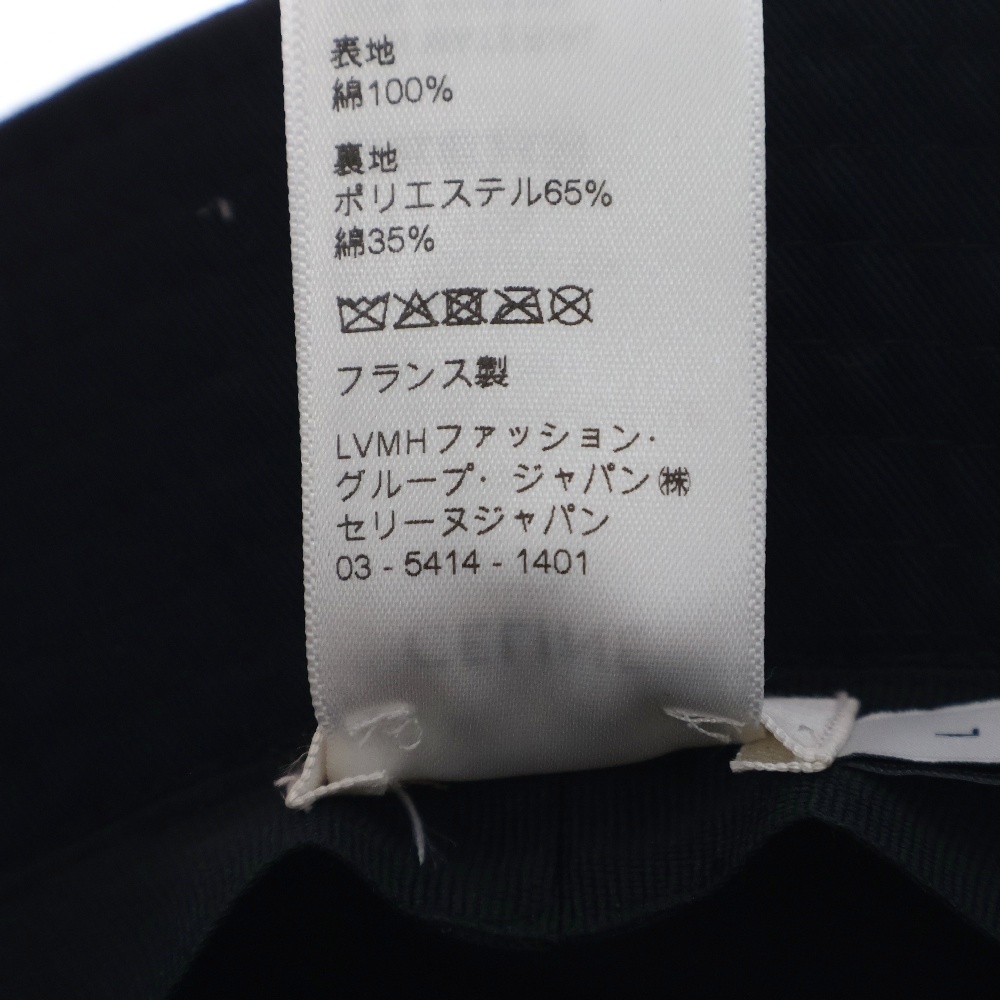 表地
綿100%
裏地
ポリエステル65%
綿35%
フランス製
LVMHファッション·
グループ· ジャパン㈱
セリーヌジャパン
03 - 5414 - 1401
L